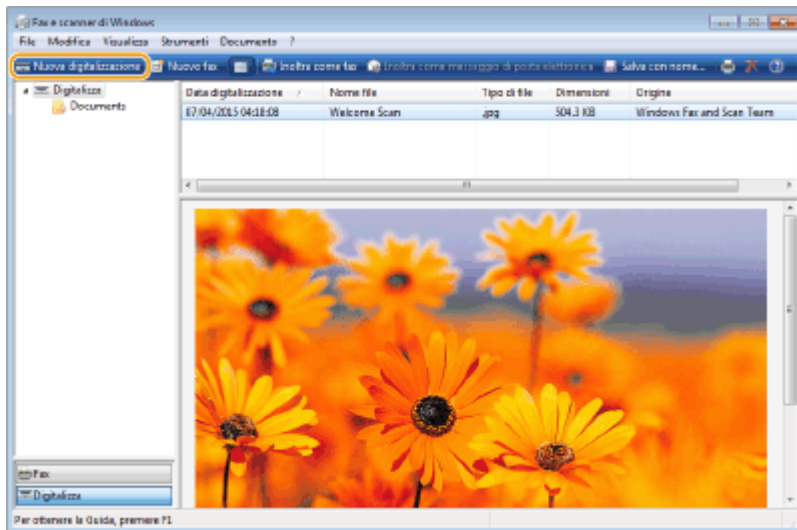 Fax e scanner di Windows
File Modifica Visualizza Strumenti Documento ?
Nuova digitalizzazione Nuovo fax Inoltra come fax Inoltra come messaggio di posta elettronica Salva con nome...
Digitalizza
Documents
Data digitalizzazione Nome file Tipo di file Dimensioni Origine
07/04/2015 04:18:08 Welcome Scan .jpg 504.3 KB Windows Fax and Scan Team
Fax
Digitalizza
Per ottenere la Guida, premere F1